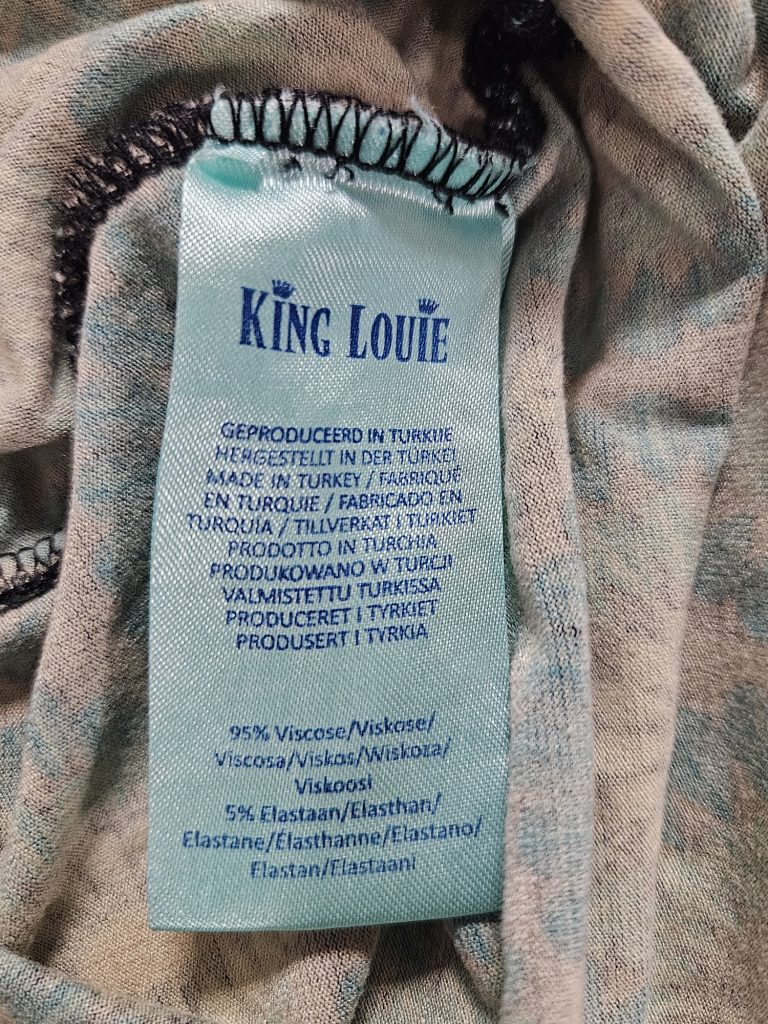 KING LOUIE
GEPRODUCEERD IN TURKIJE
HERGESTELLT IN DER TÜRKEI
MADE IN TURKEY / FABRIQUÉ
EN TURQUIE / FABRICADO EN
TURQUÍA / TILLVERKAT I TURKIET
PRODOTTO IN TURCHIA
PRODUKOWANO W TURCJI
VALMISTETTU TURKISSA
PRODUCERET I TYRKIET
PRODUSERT I TYRKIA
95% Viscose/Viskose/
Viscosa/Viskos/Wiskoza/
Viskoosi
5% Elastaan/Elasthan/
Elastane/Élasthanne/Elastano/
Elastan/Elastaani